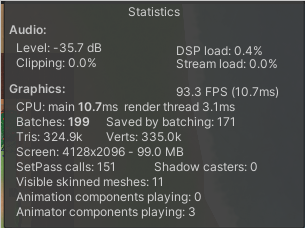 Statistics
Audio:
Level: -35.7 dB DSP load: 0.4%
Clipping: 0.0% Stream load: 0.0%
Graphics: 93.3 FPS (10.7ms)
CPU: main 10.7ms render thread 3.1ms
Batches: 199 Saved by batching: 171
Tris: 324.9k Verts: 335.0k
Screen: 4128x2096 - 99.0 MB
SetPass calls: 151 Shadow casters: 0
Visible skinned meshes: 11
Animation components playing: 0
Animator components playing: 3